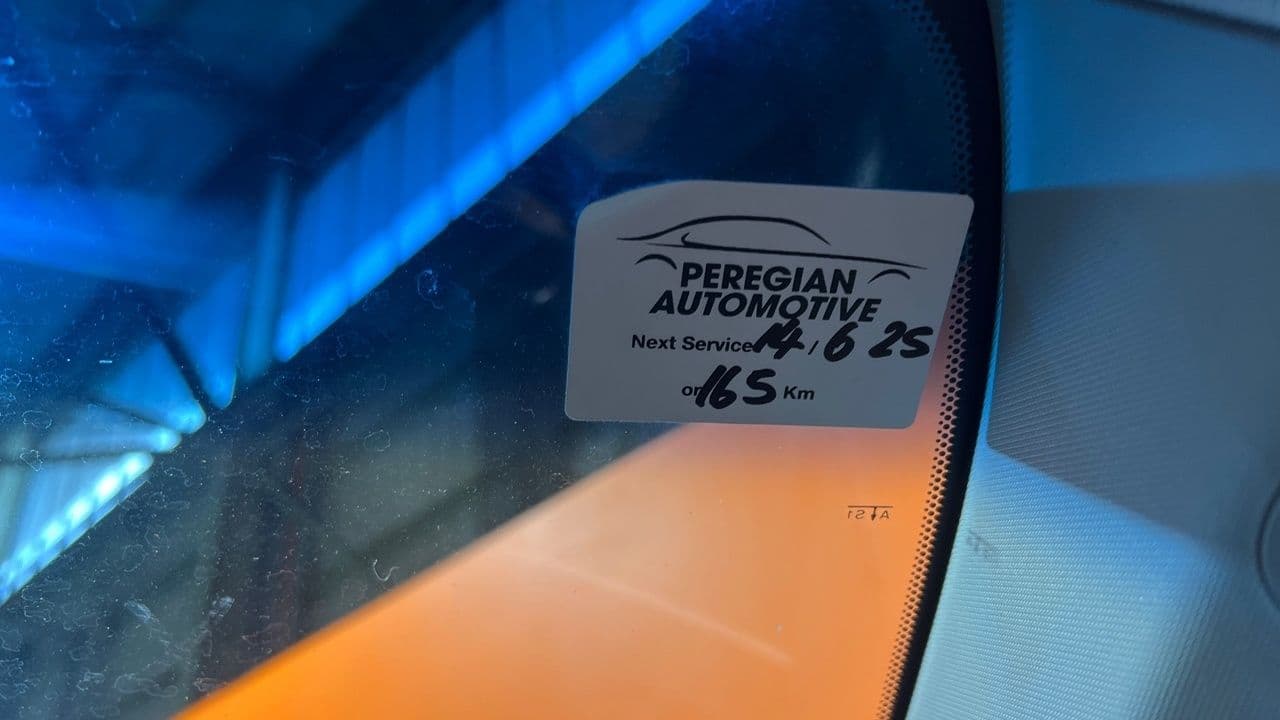 PEREGIAN
AUTOMOTIVE
Next Service 14/6 25
or 165 Km